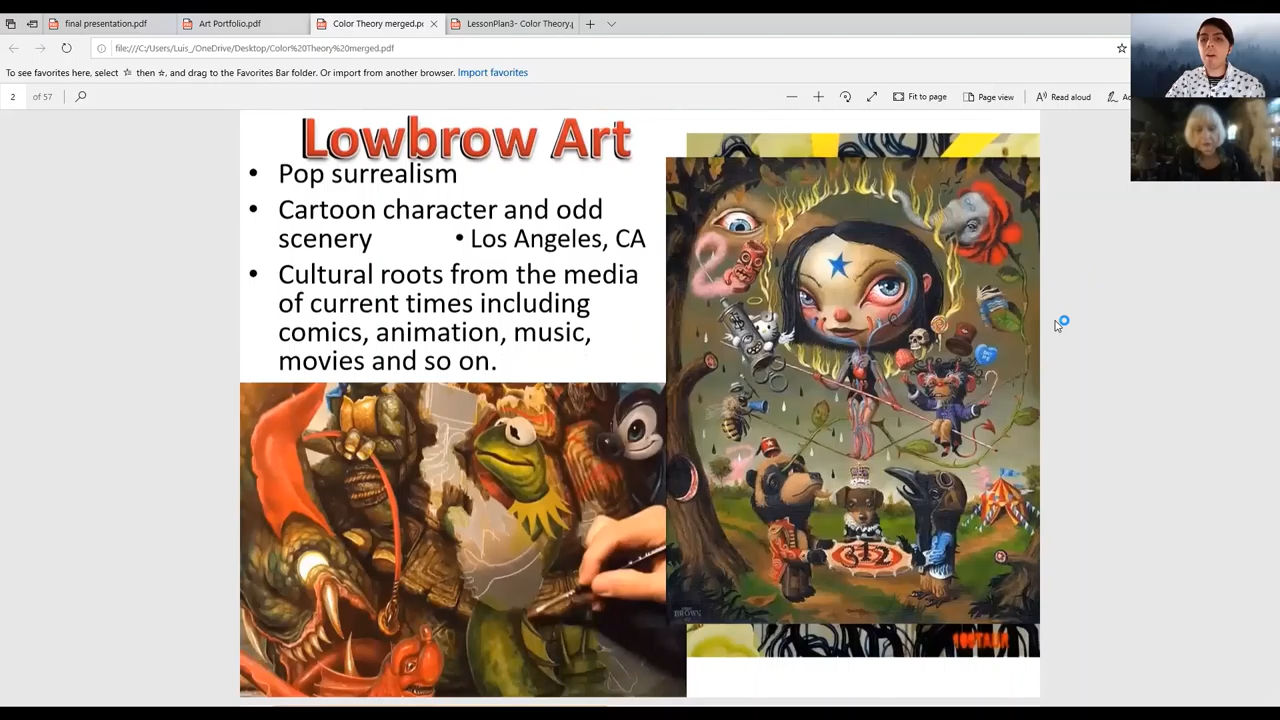 final presentation.pdf
Art Portfolio.pdf
Color Theory merged.pd
LessonPlan3- Color Theory.p
file:///C:/Users/Luis_/OneDrive/Desktop/Color%20Theory%20merged.pdf
To see favorites here, select ☆ then ☆, and drag to the Favorites Bar folder. Or import from another browser. Import favorites
2 of 57
Fit to page
Page view
Read aloud
Lowbrow Art
• Pop surrealism
• Cartoon character and odd
scenery
• Los Angeles, CA
• Cultural roots from the media
of current times including
comics, animation, music,
movies and so on.
312
BROWN